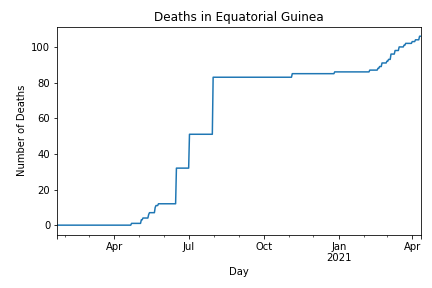 Deaths in Equatorial Guinea
Number of Deaths
100
80
60
40
20
0
Apr
Jul
Oct
Jan
2021
Apr
Day